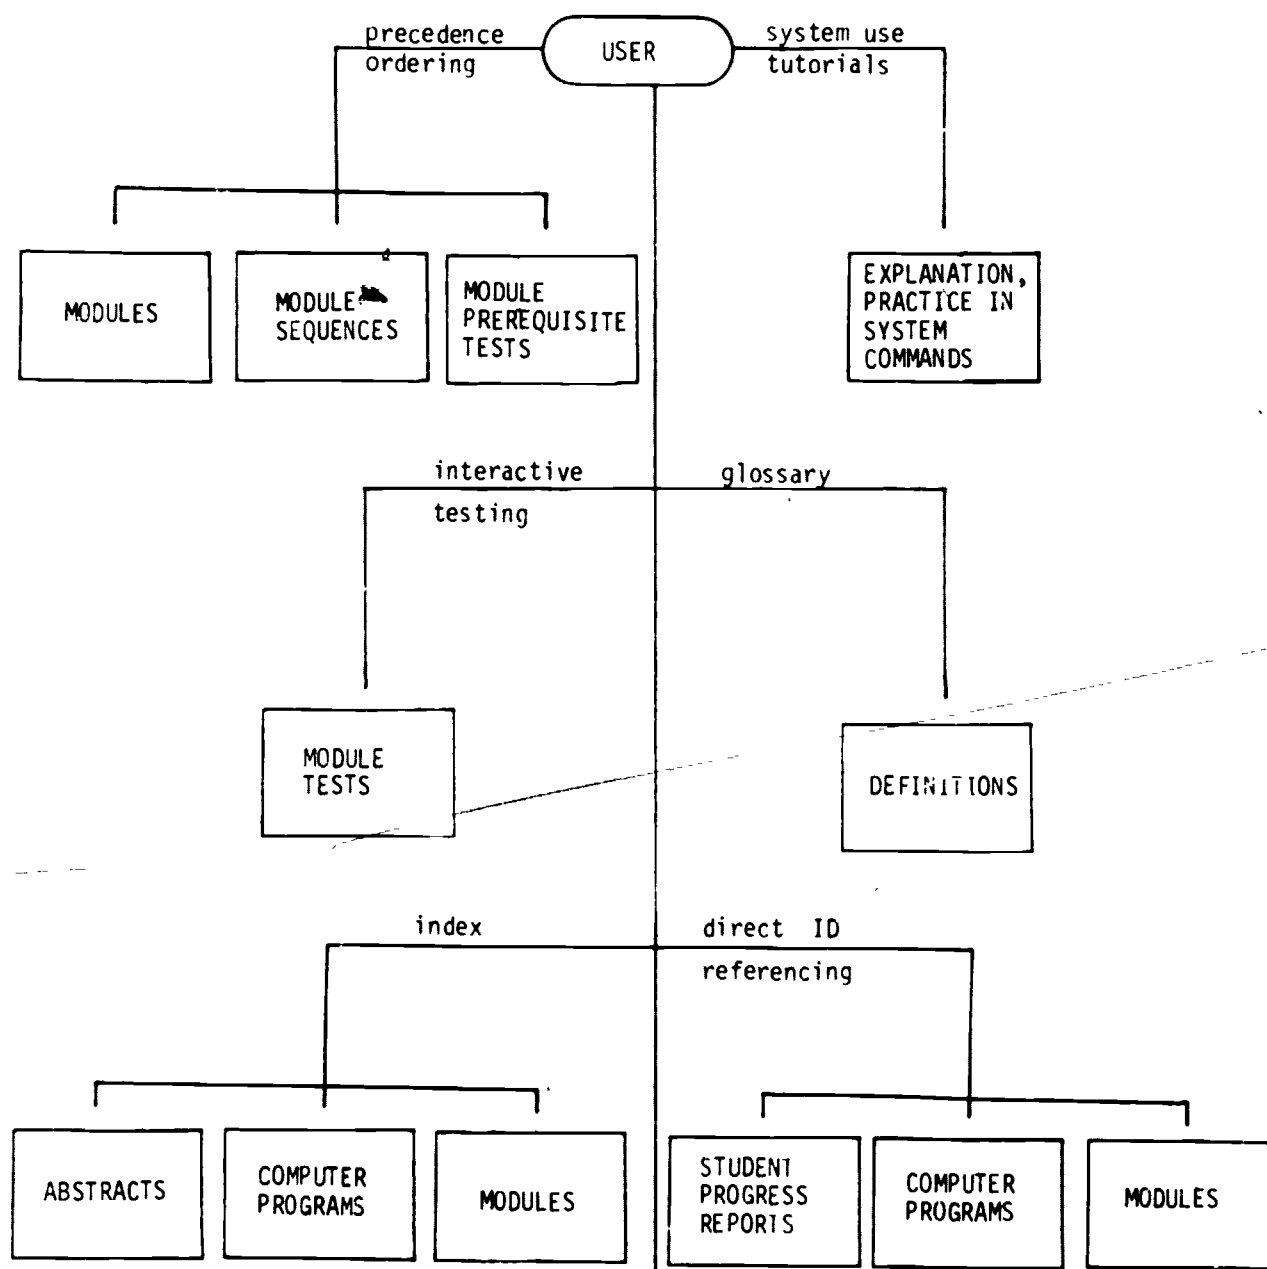 precedence
ordering
USER
system use
tutorials
MODULES
MODULE
SEQUENCES
MODULE
PREREQUISITE
TESTS
EXPLANATION,
PRACTICE IN
SYSTEM
COMMANDS
interactive
testing
glossary
MODULE
TESTS
DEFINITIONS
index
direct ID
referencing
ABSTRACTS
COMPUTER
PROGRAMS
MODULES
STUDENT
PROGRESS
REPORTS
COMPUTER
PROGRAMS
MODULES